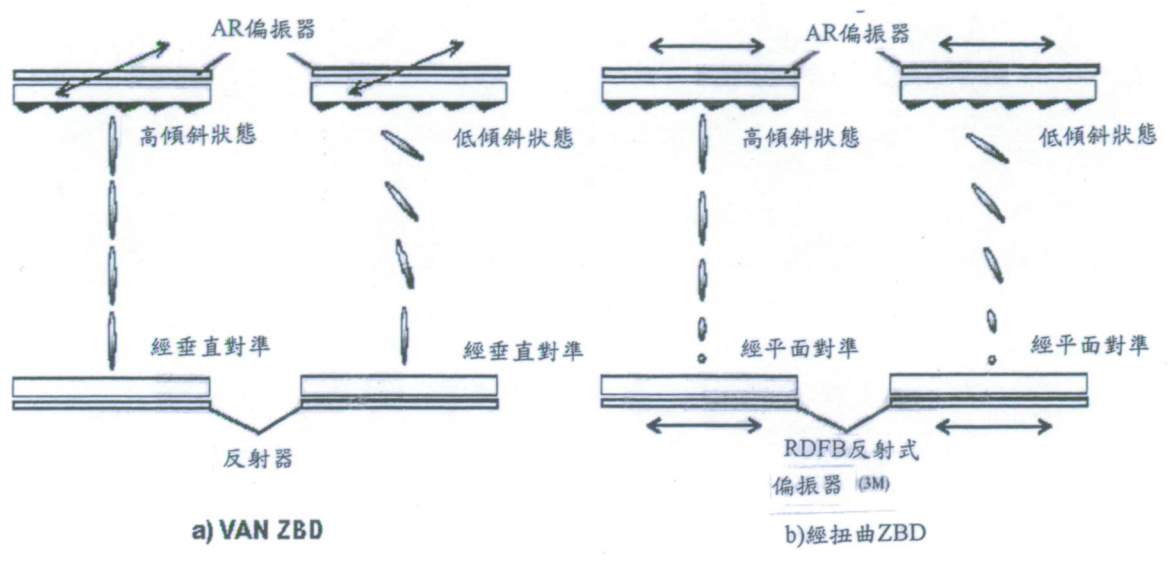 AR偏振器
AR偏振器
高傾斜狀態
低傾斜狀態
高傾斜狀態
低傾斜狀態
經垂直對準
經垂直對準
經平面對準
經平面對準
反射器
RDFB反射式
偏振器 (3M)
a) VAN ZBD
b)經扭曲ZBD